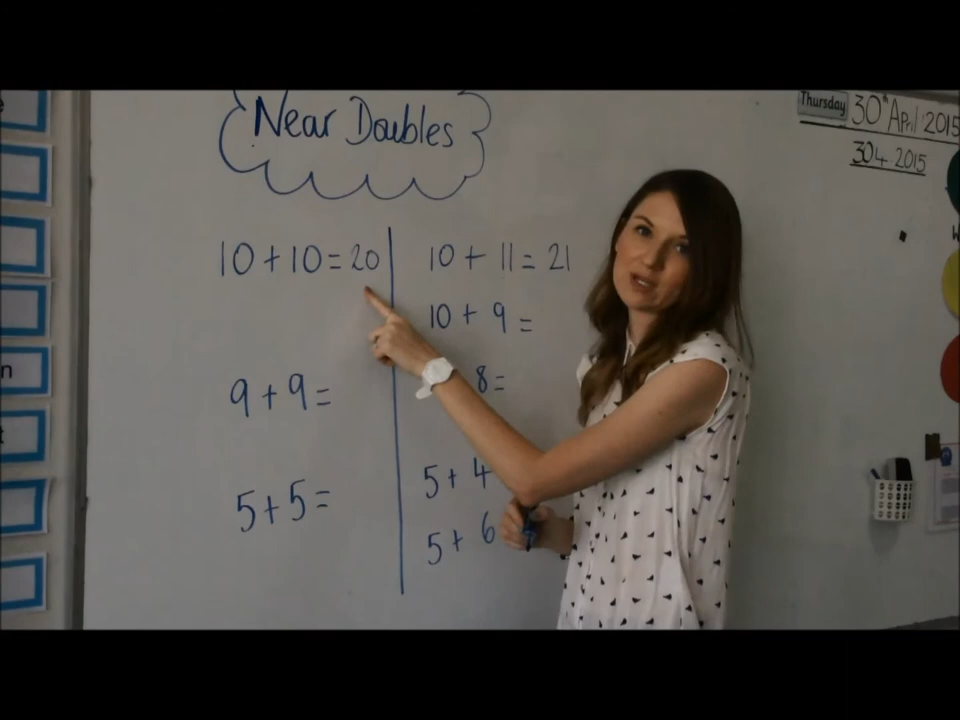 Near Doubles
Thursday 30th April 2015
30 4 2015
10 + 10 = 20
10 + 11 = 21
10 + 9 =
9 + 9 =
8 =
5 + 4
5 + 5 =
5 + 6
n